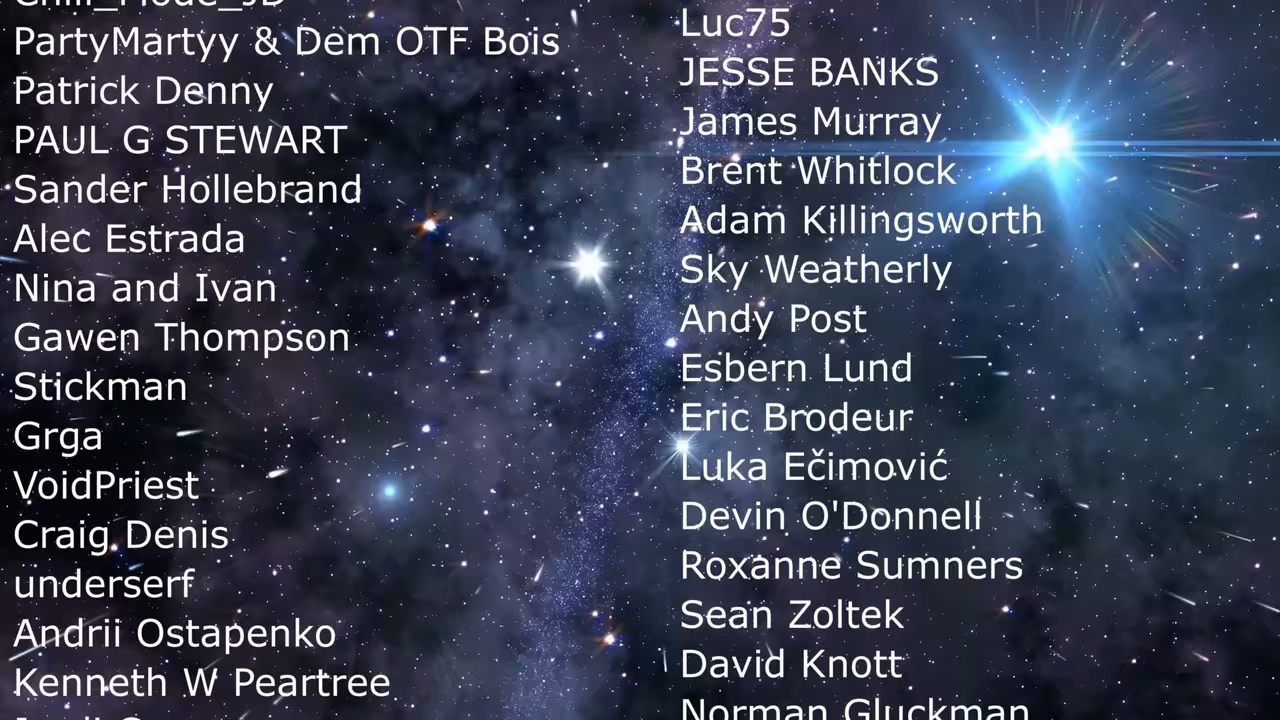 PartyMartyy & Dem OTF Bois
Patrick Denny
PAUL G STEWART
Sander Hollebrand
Alec Estrada
Nina and Ivan
Gawen Thompson
Stickman
Grga
VoidPriest
Craig Denis
underserf
Andrii Ostapenko
Kenneth W Peartree
Luc75
JESSE BANKS
James Murray
Brent Whitlock
Adam Killingsworth
Sky Weatherly
Andy Post
Esbern Lund
Eric Brodeur
Luka Ečimović
Devin O'Donnell
Roxanne Sumners
Sean Zoltek
David Knott
Norman Gluckman